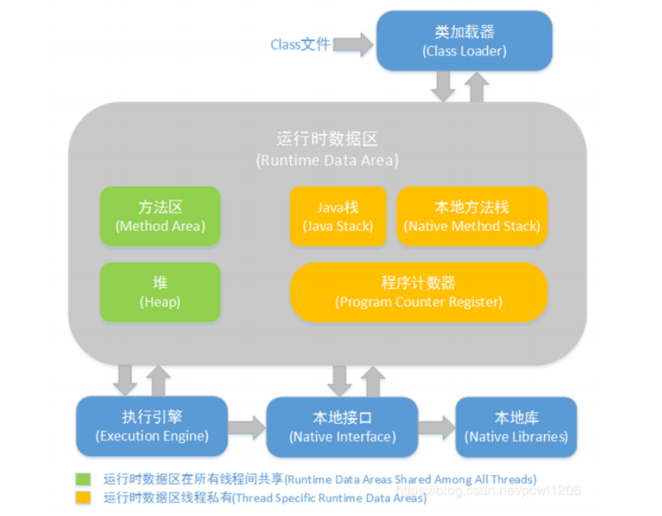 类加载器
Class文件
(Class Loader)
运行时数据区
(Runtime Data Area)
方法区
(Method Area)
Java栈
(Java Stack)
本地方法栈
(Native Method Stack)
堆
(Heap)
程序计数器
(Program Counter Register)
执行引擎
(Execution Engine)
本地接口
(Native Interface)
本地库
(Native Libraries)
运行时数据区在所有线程间共享(Runtime Data Areas Shared Among All Threads)
运行时数据区线程私有(Thread Specific Runtime Data Areas)
https://blog.csdn.net/pcwl1206